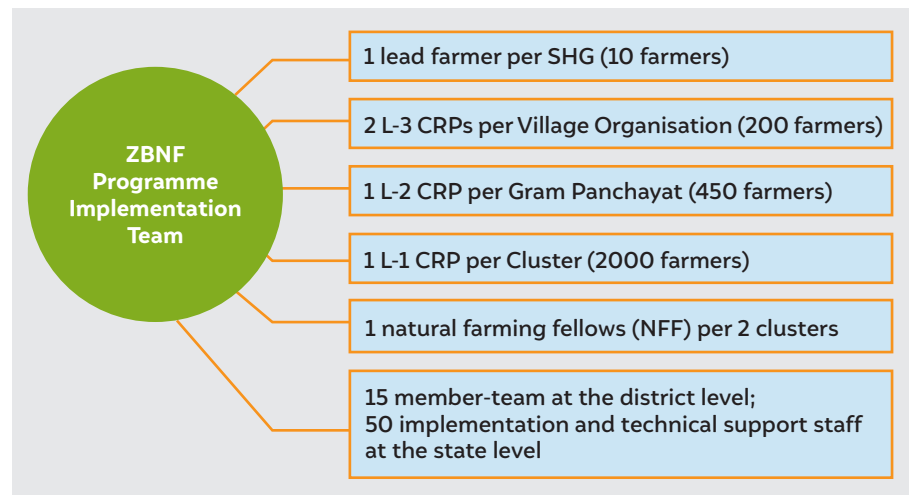 ZBNF
Programme
Implementation
Team
1 lead farmer per SHG (10 farmers)
2 L-3 CRPs per Village Organisation (200 farmers)
1 L-2 CRP per Gram Panchayat (450 farmers)
1 L-1 CRP per Cluster (2000 farmers)
1 natural farming fellows (NFF) per 2 clusters
15 member-team at the district level;
50 implementation and technical support staff
at the state level